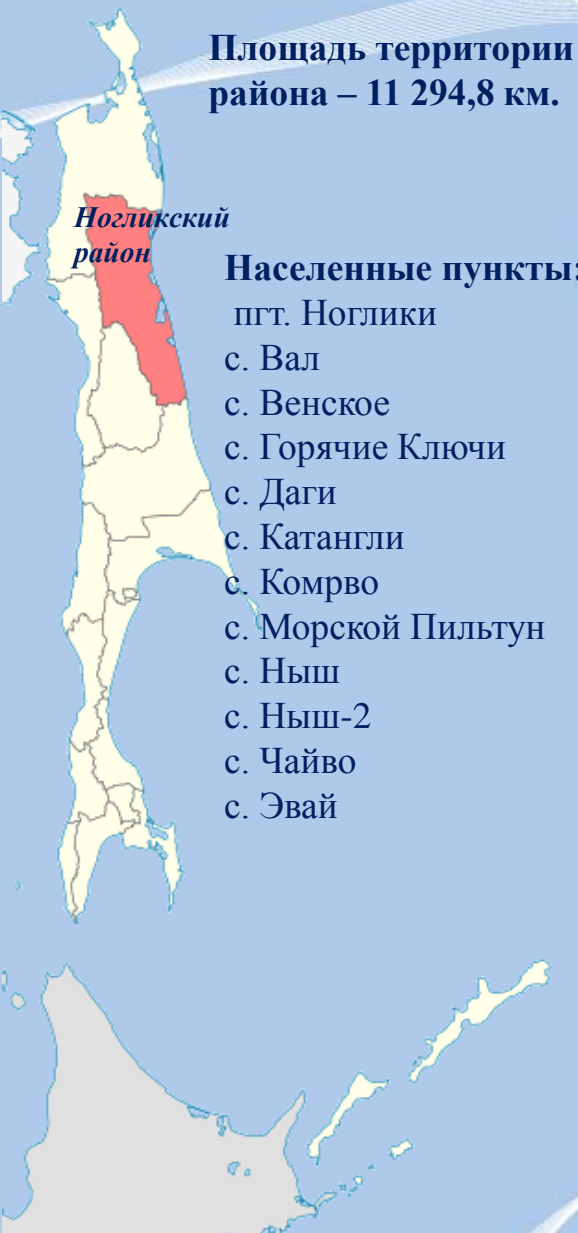 Площадь территории
района – 11 294,8 км.
Ногликский
район
Населенные пункты:
пгт. Ноглики
с. Вал
с. Венское
с. Горячие Ключи
с. Даги
с. Катангли
с. Комрво
с. Морской Пильтун
с. Ныш
с. Ныш-2
с. Чайво
с. Эвай